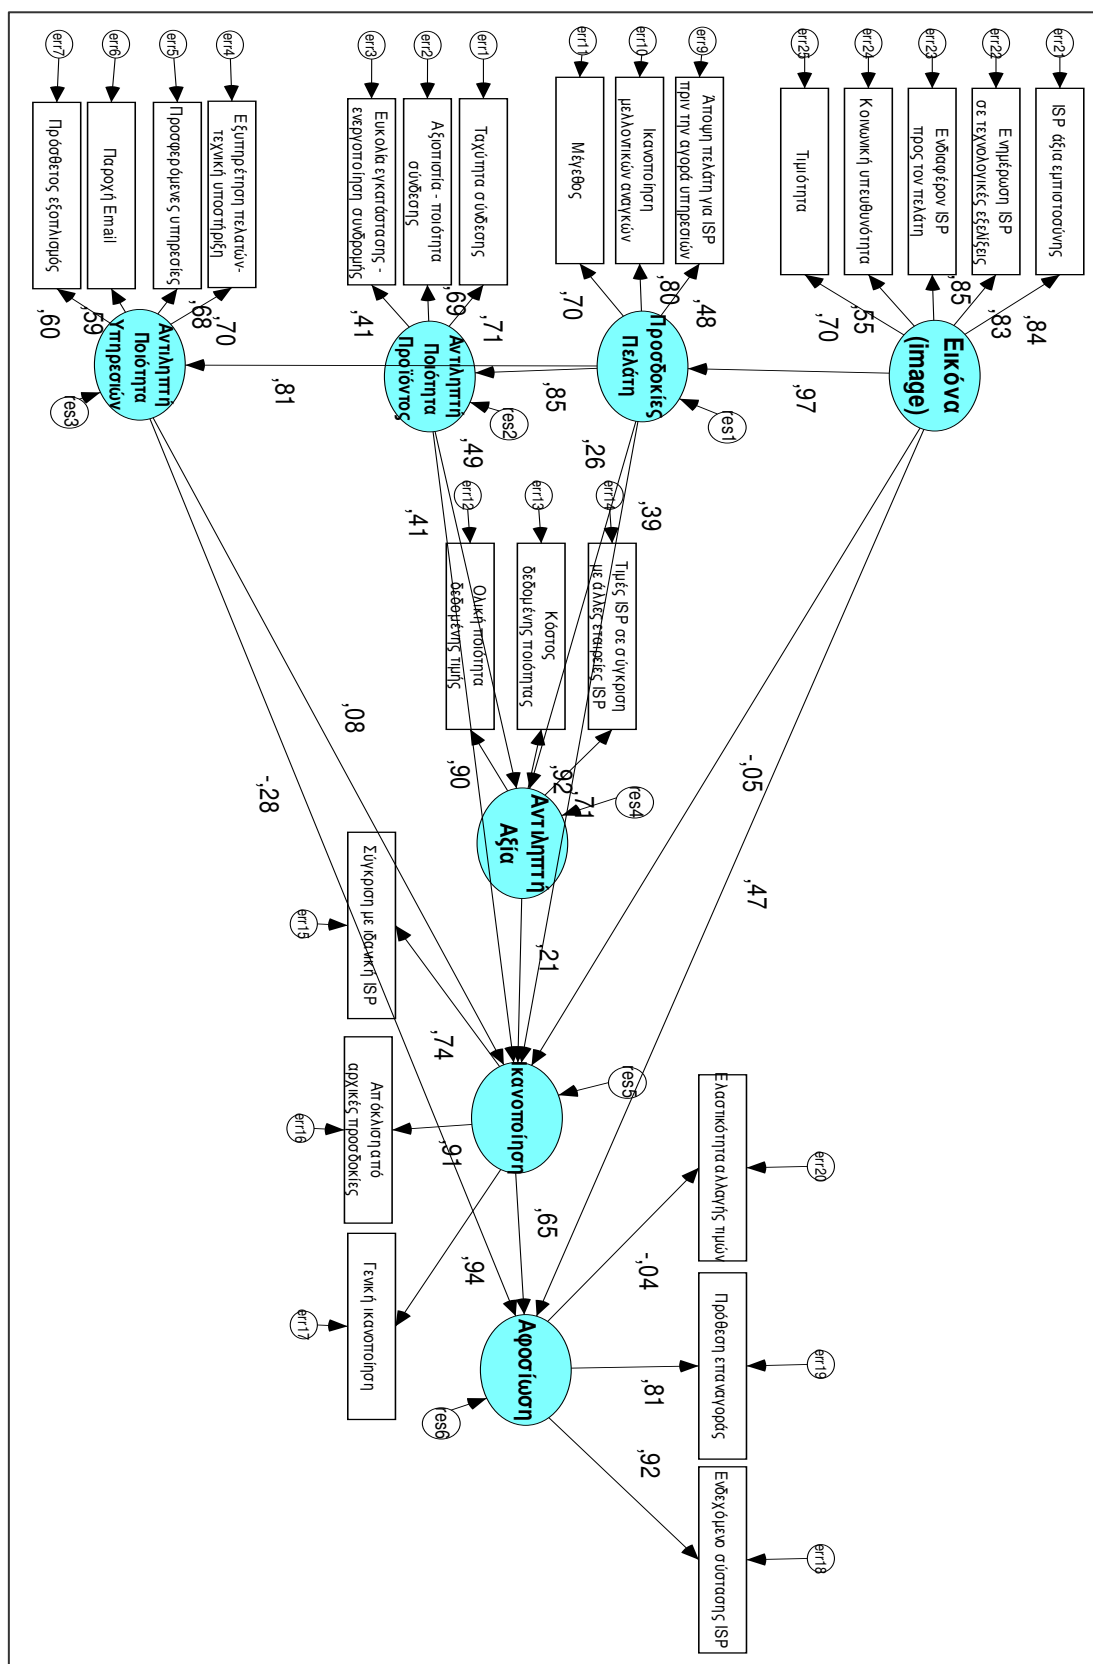 err21
err22
err23
err24
err25
ISP άξια εμπιστοσύνης
Ενημέρωση ISP
σε τεχνολογικές εξελίξεις
Ενδιαφέρον ISP
προς τον πελάτη
Κοινωνική υπευθυνότητα
Τιμιότητα
,84
,83
,85
,55
,70
Εικόνα
(image)
err9
err10
err11
Άποψη πελάτη για ISP
πριν την αγορά υπηρεσιών
Ικανοποίηση
μελλοντικών αναγκών
Μέγεθος
,48
,80
,70
Προσδοκίες
Πελάτη
res1
,97
err1
err2
err3
Ταχύτητα σύνδεσης
Αξιοπιστία - ποιότητα
σύνδεσης
Ευκολία εγκατάστασης -
ενεργοποίηση συνδρομής
,71
,69
,41
Αντιληπτή
Ποιότητα
Προϊόντος
res2
,85
err4
err5
err6
err7
Εξυπηρέτηση πελατών-
τεχνική υποστήριξη
Προσφερόμενες υπηρεσίες
Παροχή Email
Πρόσθετος εξοπλισμός
,70
,68
,59
,60
Αντιληπτή
Ποιότητα
Υπηρεσιών
res3
,81
,26
,39
,49
,41
err14
err13
err12
Τιμές ISP σε σύγκριση
με άλλες εταιρείες ISP
Κόστος
δεδομένης ποιότητας
Ολική ποιότητα
δεδομένης τιμής
,71
,92
,90
Αντιληπτή
Αξία
res4
-,05
,47
,08
-,28
,21
err15
err16
err17
Σύγκριση με ιδανική ISP
Απόκλιση από
αρχικές προσδοκίες
Γενική ικανοποίηση
,74
,91
,94
Ικανοποίηση
res5
,65
err20
err19
err18
Ελαστικότητα αλλαγής τιμών
Πρόθεση επαναγοράς
Ενδεχόμενο σύστασης ISP
-,04
,81
,92
Αφοσίωση
res6